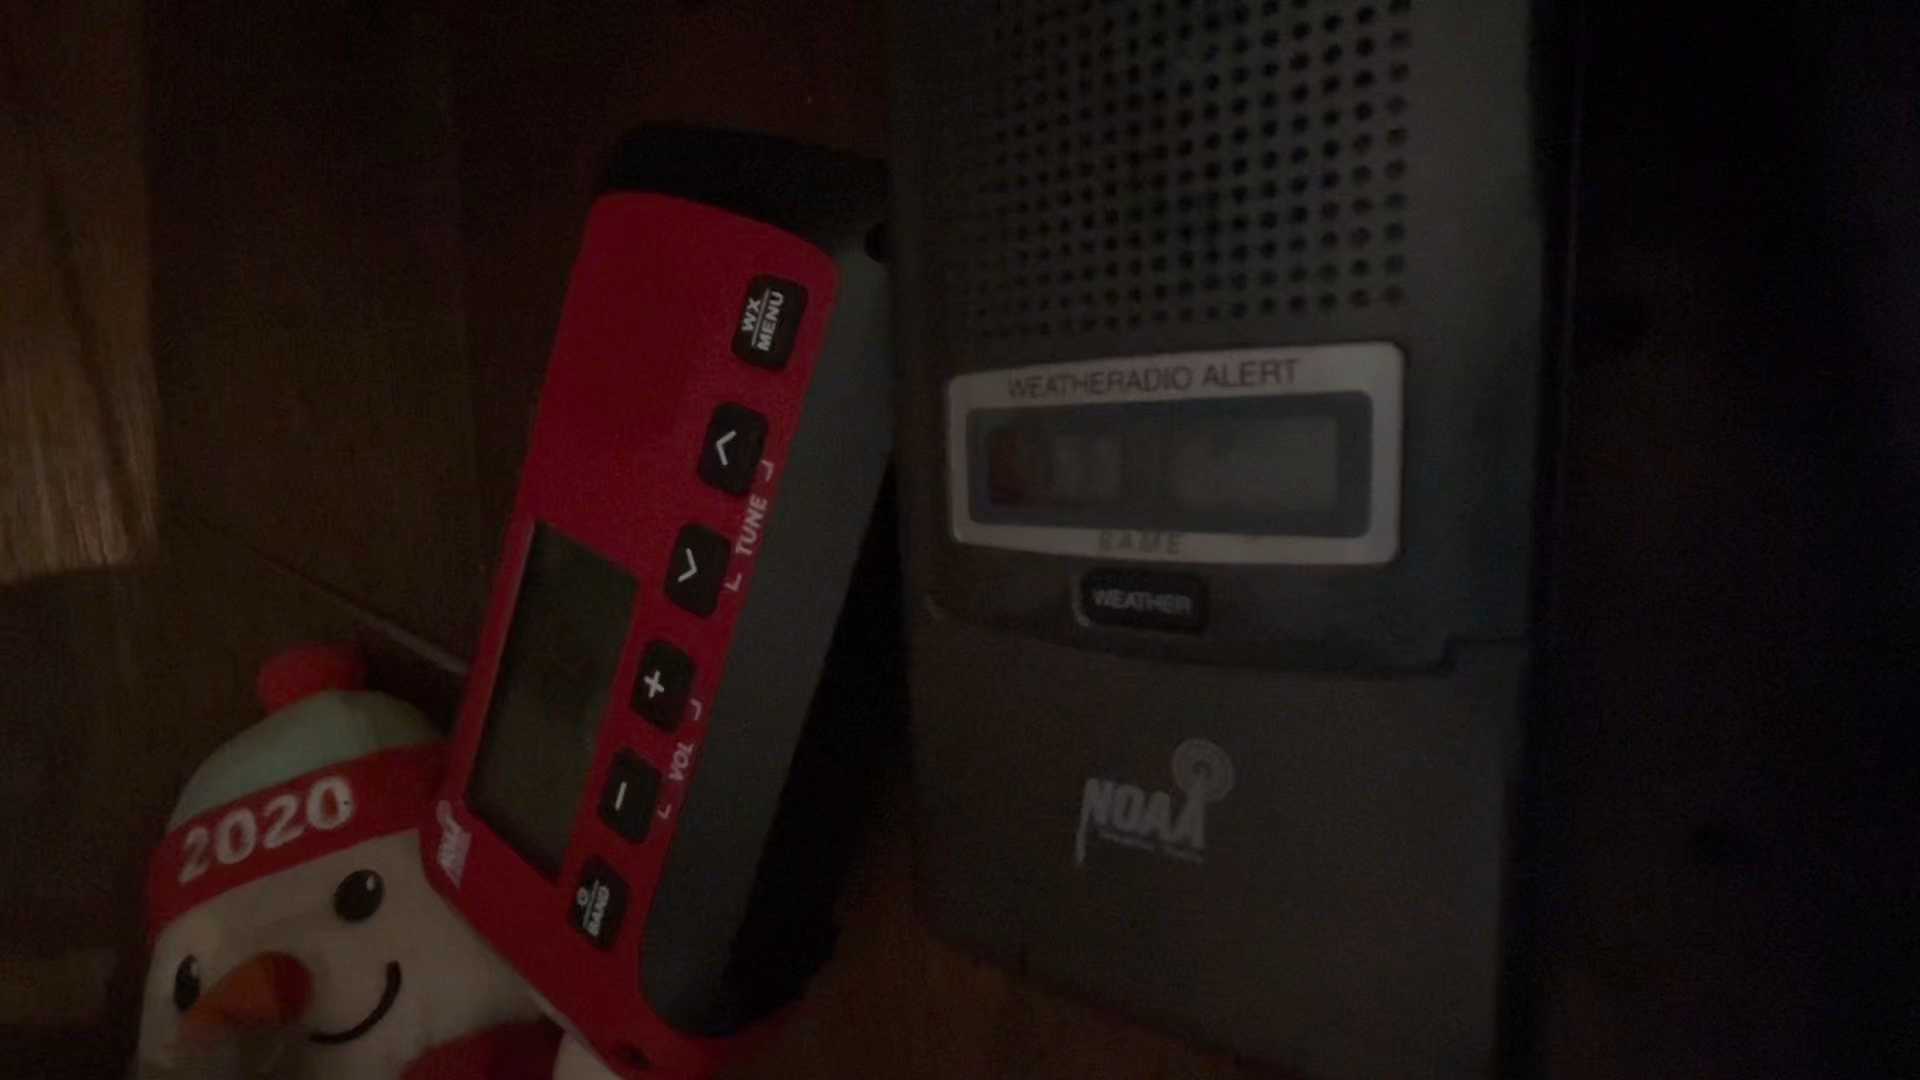 WX
MENU
TUNE
VOL
BAND
2020
WEATHERADIO ALERT
SAME
WEATHER
NOAA